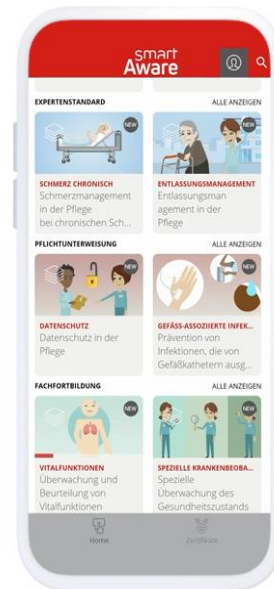 smart
Aware
EXPERTENSTANDARD ALLE ANZEIGEN
NEW NEW
SCHMERZ CHRONISCH ENTLASSUNGSMANAGEMENT
Schmerzmanagement Entlassungsman
in der Pflege agement in der
bei chronischen Sch... Pflege
PFLICHTUNTERWEISUNG ALLE ANZEIGEN
NEW NEW
DATENSCHUTZ GEFÄSS-ASSOZIIERTE INFEK...
Datenschutz in der Prävention von
Pflege Infektionen, die von
Gefäßkathetern ausg...
FACHFORTBILDUNG ALLE ANZEIGEN
NEW NEW
VITALFUNKTIONEN SPEZIELLE KRANKENBEOBA...
Überwachung und Spezielle
Beurteilung von Überwachung des
Vitalfunktionen Gesundheitszustands
Home Zertifikate